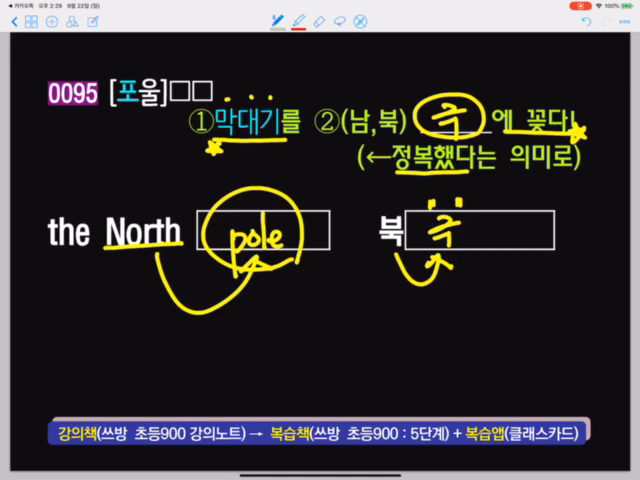 카카오톡 오후 2:29 9월 22일 (일) 100%
0095 [포울]□□ . . .
①막대기를 ②(남,북) 극 에 꽂다!
(←정복했다는 의미로)
the North pole 북 극
강의책(쓰방 초등900 강의노트)→ 복습책(쓰방 초등900 : 5단계) + 복습앱(클래스카드)